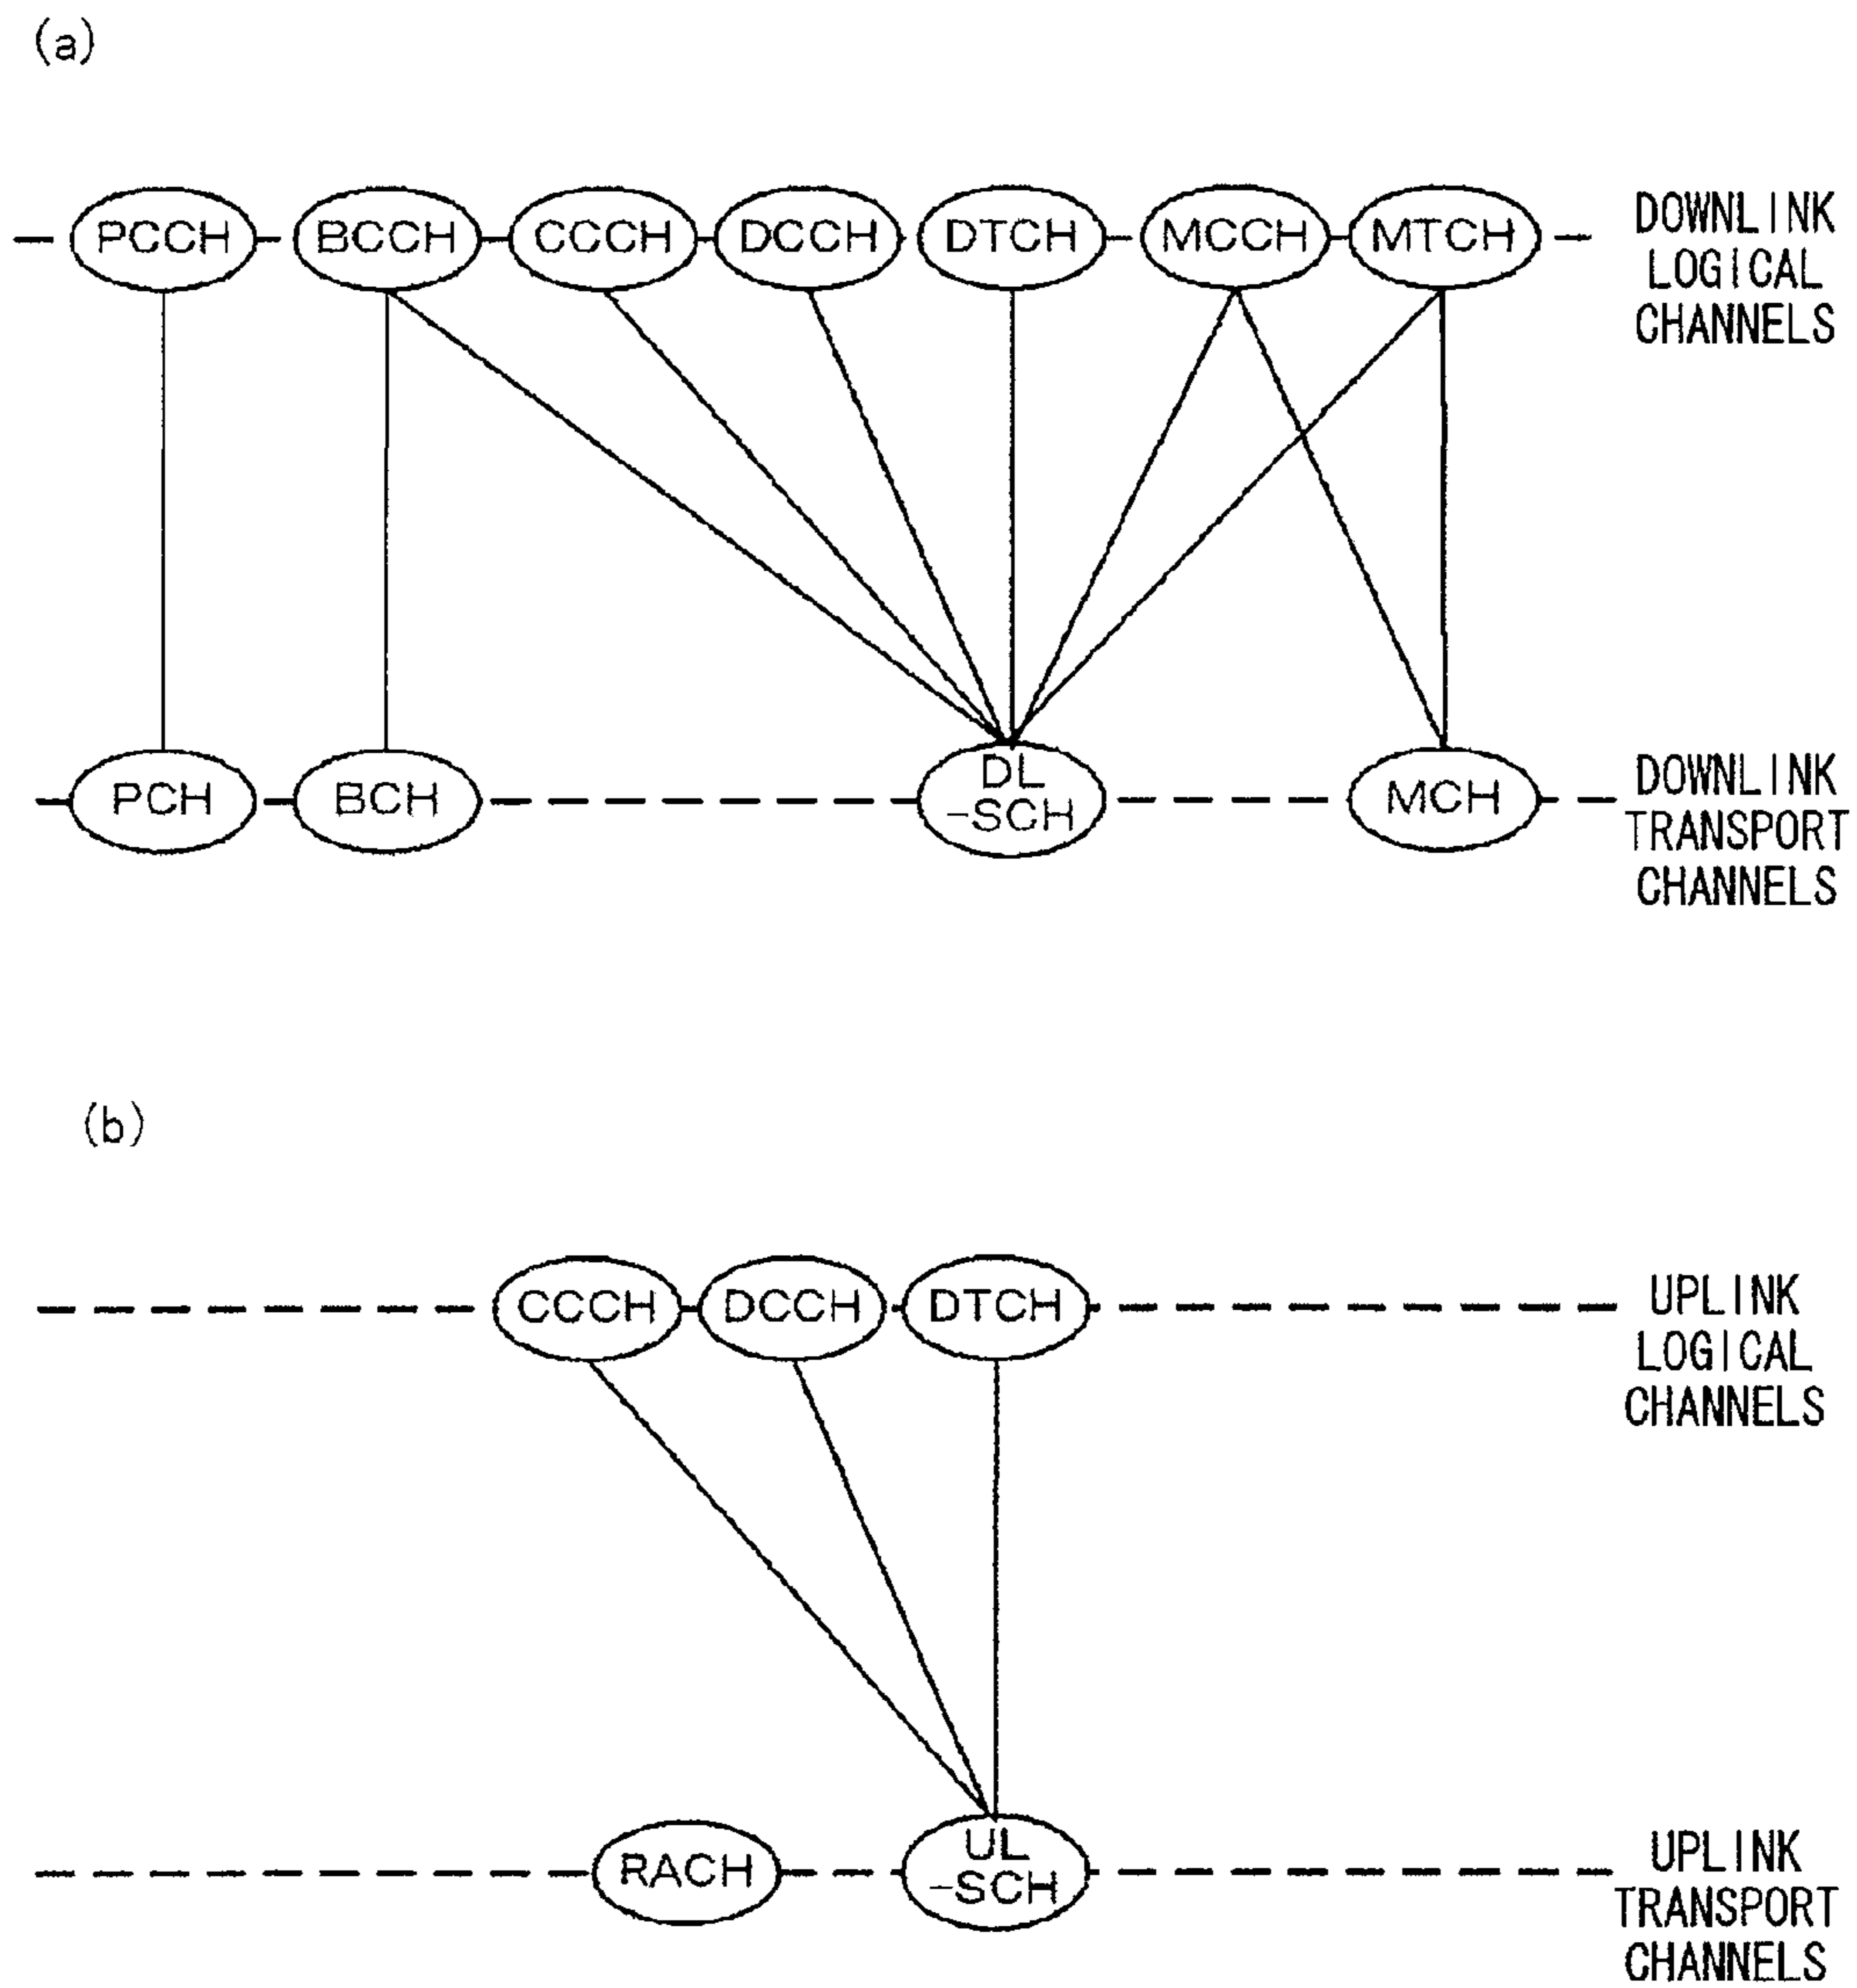 (a)
PCCH BCCH CCCH DCCH DTCH MCCH MTCH
DOWNLINK
LOGICAL
CHANNELS
PCH BCH DL
-SCH MCH
DOWNLINK
TRANSPORT
CHANNELS
(b)
CCCH DCCH DTCH
UPLINK
LOGICAL
CHANNELS
RACH UL
-SCH
UPLINK
TRANSPORT
CHANNELS